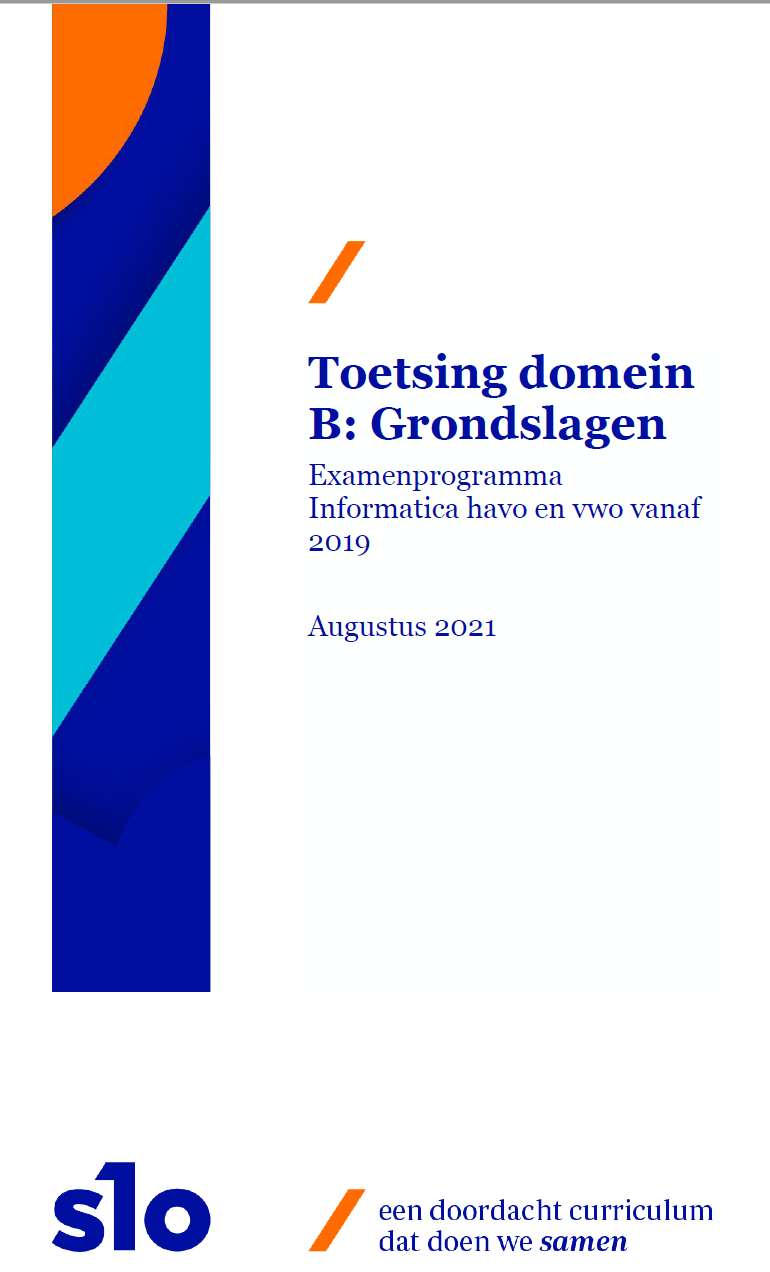 Toetsing domein
B: Grondslagen
Examenprogramma
Informatica havo en vwo vanaf
2019
Augustus 2021
slo
een doordacht curriculum
dat doen we samen